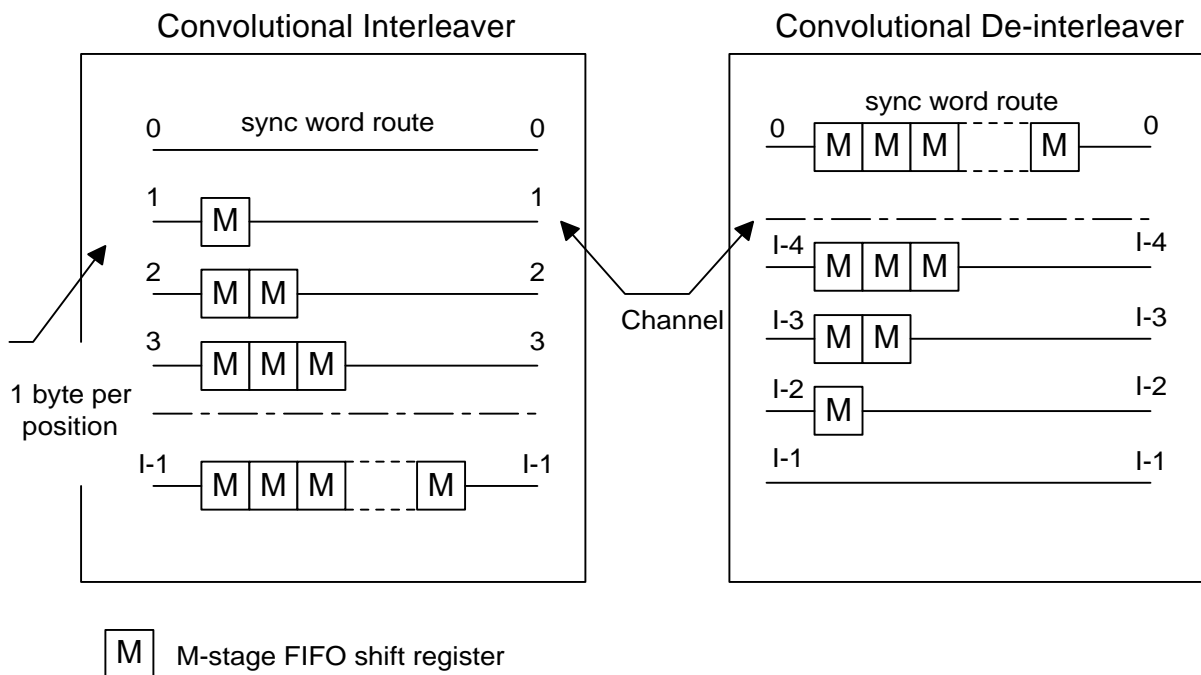 Convolutional Interleaver
0 sync word route 0
1 1
M
2 2
M M
3 3
M M M
I-1 I-1
M M M M
1 byte per
position
Channel
Convolutional De-interleaver
sync word route
0 0
M M M M
I-4 I-4
M M M
I-3 I-3
M M
I-2 I-2
M
I-1 I-1
M M-stage FIFO shift register